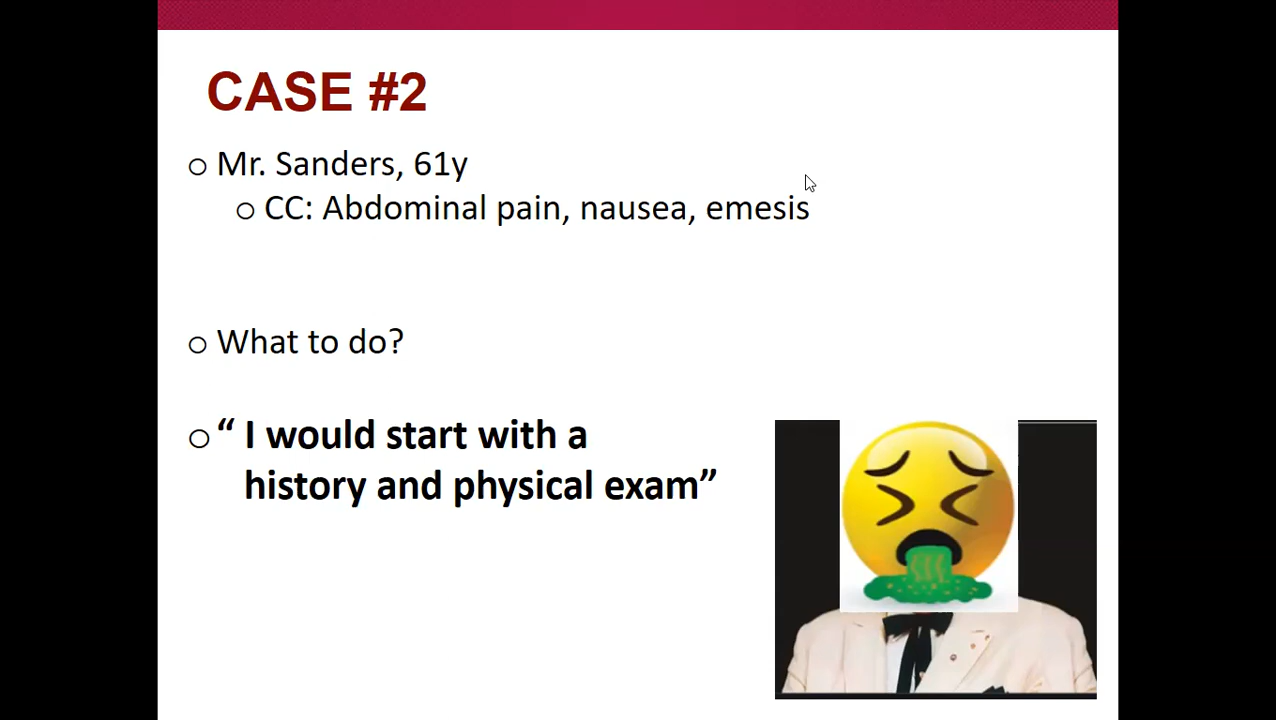 CASE #2
○ Mr. Sanders, 61y
○ CC: Abdominal pain, nausea, emesis
○ What to do?
○ “ I would start with a
history and physical exam”